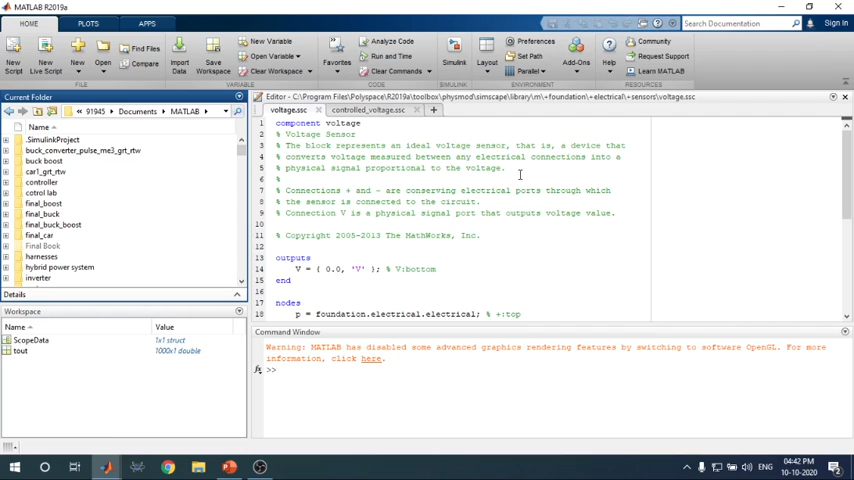 MATLAB R2019a
HOME
PLOTS
APPS
Search Documentation
Sign In
New Script
New Live Script
New
Open
Find Files
Compare
Import Data
Save Workspace
New Variable
Open Variable
Clear Workspace
Favorites
Analyze Code
Run and Time
Clear Commands
Simulink
Layout
Preferences
Set Path
Parallel
Add-Ons
Help
Community
Request Support
Learn MATLAB
FILE
VARIABLE
CODE
SIMULINK
ENVIRONMENT
RESOURCES
Current Folder
« 91945 ▸ Documents ▸ MATLAB ▸
Name
.SimulinkProject
buck_converter_pulse_me3_grt_rtw
buck boost
car1_grt_rtw
controller
cotrol lab
final_boost
final_buck
final_buck_boost
final_car
Final Book
harnesses
hybrid power system
inverter
Details
Workspace
Name Value
ScopeData 1x1 struct
tout 1000x1 double
Editor - C:\Program Files\Polyspace\R2019a\toolbox\physmod\simscape\library\m\+foundation\+electrical\+sensors\voltage.ssc
voltage.ssc
controlled_voltage.ssc
1 component voltage
2 % Voltage Sensor
3 % The block represents an ideal voltage sensor, that is, a device that
4 % converts voltage measured between any electrical connections into a
5 % physical signal proportional to the voltage.
6 %
7 % Connections + and - are conserving electrical ports through which
8 % the sensor is connected to the circuit.
9 % Connection V is a physical signal port that outputs voltage value.
10
11 % Copyright 2005-2013 The MathWorks, Inc.
12
13 outputs
14 V = { 0.0, 'V' }; % V:bottom
15 end
16
17 nodes
18 p = foundation.electrical.electrical; % +:top
Command Window
Warning: MATLAB has disabled some advanced graphics rendering features by switching to software OpenGL. For more
information, click here.
fx >>
ENG
04:42 PM
10-10-2020
2